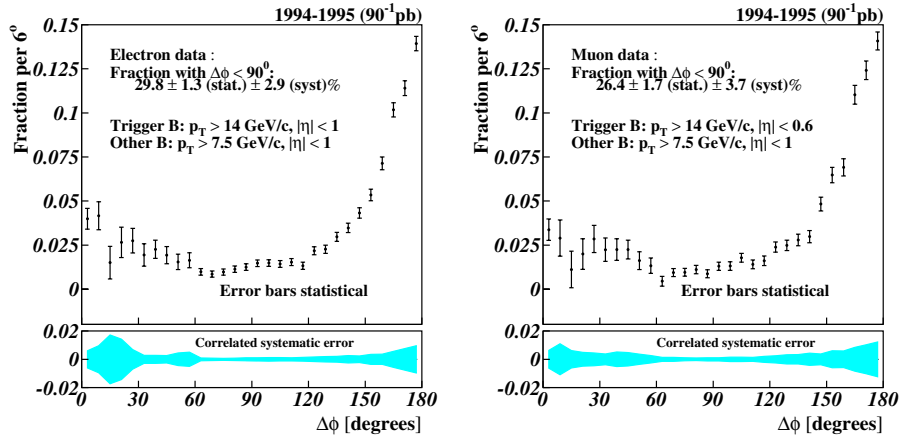 1994-1995 (90⁻¹pb)
Fraction per 6°
0.15
0.125
0.1
0.075
0.05
0.025
0
Electron data :
Fraction with Δϕ < 90⁰:
29.8 ± 1.3 (stat.) ± 2.9 (syst)%
Trigger B: p_T > 14 GeV/c, |η| < 1
Other B: p_T > 7.5 GeV/c, |η| < 1
Error bars statistical
0.02
0
-0.02
Correlated systematic error
0 30 60 90 120 150 180
Δϕ [degrees]
1994-1995 (90⁻¹pb)
Fraction per 6°
0.15
0.125
0.1
0.075
0.05
0.025
0
Muon data :
Fraction with Δϕ < 90⁰:
26.4 ± 1.7 (stat.) ± 3.7 (syst)%
Trigger B: p_T > 14 GeV/c, |η| < 0.6
Other B: p_T > 7.5 GeV/c, |η| < 1
Error bars statistical
0.02
0
-0.02
Correlated systematic error
0 30 60 90 120 150 180
Δϕ [degrees]